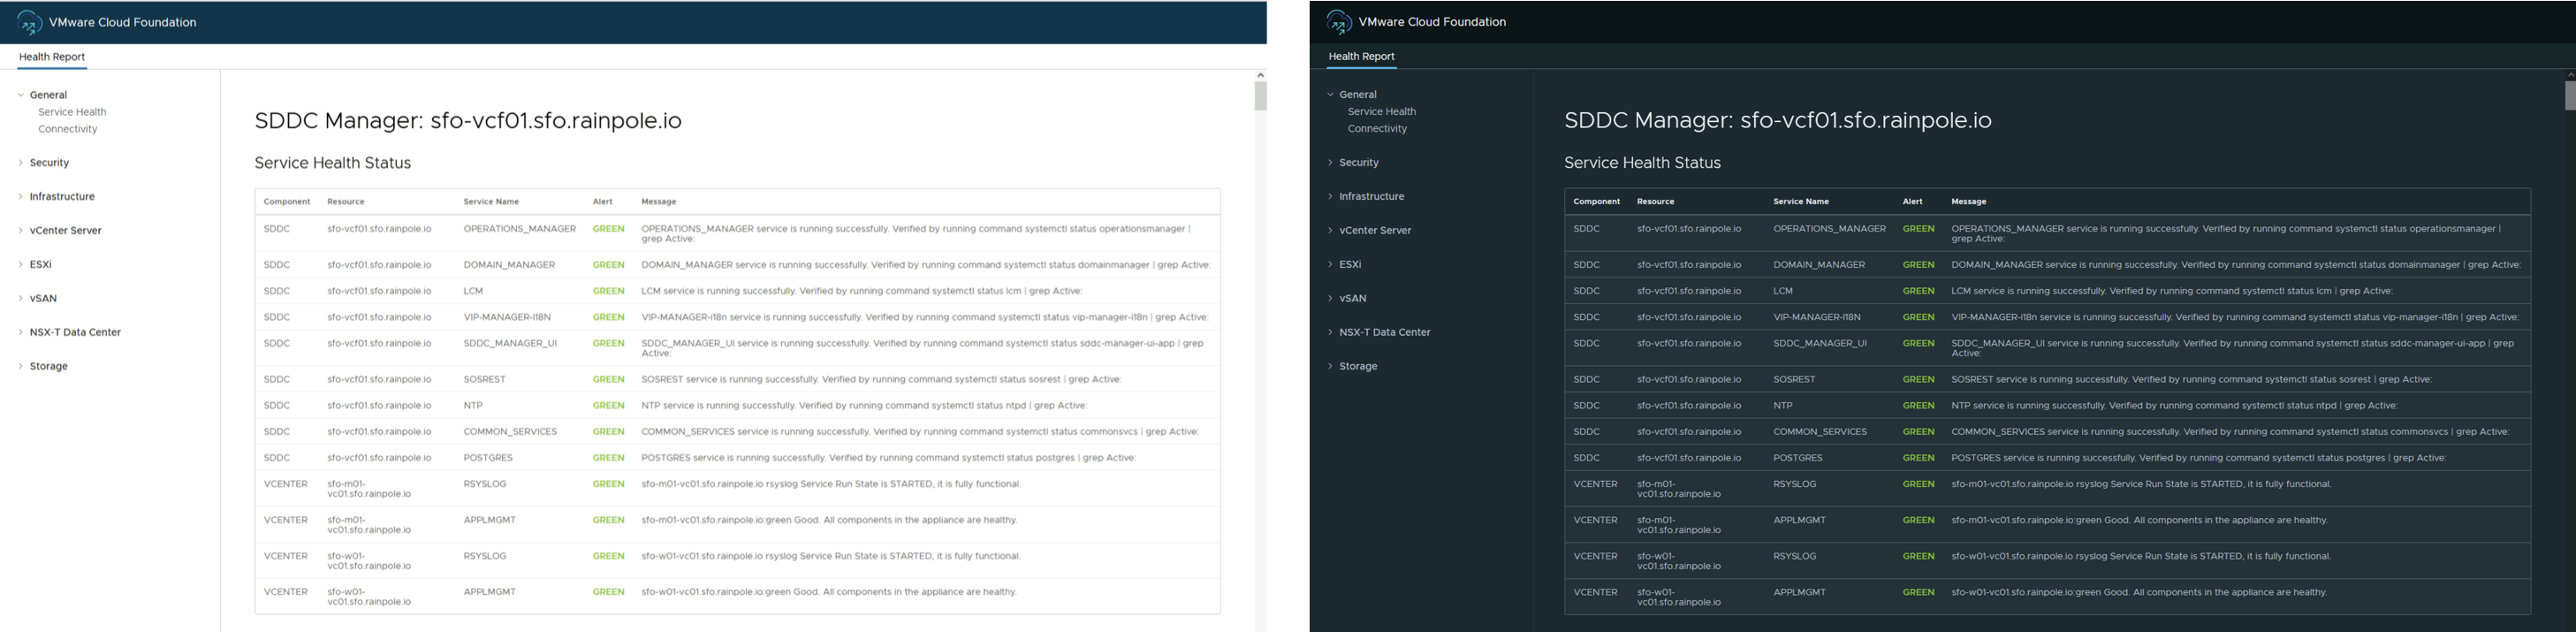 VMware Cloud Foundation
Health Report
General
Service Health
Connectivity
Security
Infrastructure
vCenter Server
ESXi
vSAN
NSX-T Data Center
Storage
SDDC Manager: sfo-vcf01.sfo.rainpole.io
Service Health Status
Component Resource Service Name Alert Message
SDDC sfo-vcf01.sfo.rainpole.io OPERATIONS_MANAGER GREEN OPERATIONS_MANAGER service is running successfully. Verified by running command systemctl status operationsmanager |
grep Active:
SDDC sfo-vcf01.sfo.rainpole.io DOMAIN_MANAGER GREEN DOMAIN_MANAGER service is running successfully. Verified by running command systemctl status domainmanager | grep Active:
SDDC sfo-vcf01.sfo.rainpole.io LCM GREEN LCM service is running successfully. Verified by running command systemctl status lcm | grep Active:
SDDC sfo-vcf01.sfo.rainpole.io VIP-MANAGER-I18N GREEN VIP-MANAGER-i18n service is running successfully. Verified by running command systemctl status vip-manager-i18n | grep Active:
SDDC sfo-vcf01.sfo.rainpole.io SDDC_MANAGER_UI GREEN SDDC_MANAGER_UI service is running successfully. Verified by running command systemctl status sddc-manager-ui-app | grep
Active:
SDDC sfo-vcf01.sfo.rainpole.io SOSREST GREEN SOSREST service is running successfully. Verified by running command systemctl status sosrest | grep Active:
SDDC sfo-vcf01.sfo.rainpole.io NTP GREEN NTP service is running successfully. Verified by running command systemctl status ntpd | grep Active:
SDDC sfo-vcf01.sfo.rainpole.io COMMON_SERVICES GREEN COMMON_SERVICES service is running successfully. Verified by running command systemctl status commonsvcs | grep Active:
SDDC sfo-vcf01.sfo.rainpole.io POSTGRES GREEN POSTGRES service is running successfully. Verified by running command systemctl status postgres | grep Active:
VCENTER sfo-m01- RSYSLOG GREEN sfo-m01-vc01.sfo.rainpole.io rsyslog Service Run State is STARTED, it is fully functional.
vc01.sfo.rainpole.io
VCENTER sfo-m01- APPLMGMT GREEN sfo-m01-vc01.sfo.rainpole.io:green Good. All components in the appliance are healthy.
vc01.sfo.rainpole.io
VCENTER sfo-w01- RSYSLOG GREEN sfo-w01-vc01.sfo.rainpole.io rsyslog Service Run State is STARTED, it is fully functional.
vc01.sfo.rainpole.io
VCENTER sfo-w01- APPLMGMT GREEN sfo-w01-vc01.sfo.rainpole.io:green Good. All components in the appliance are healthy.
vc01.sfo.rainpole.io
VMware Cloud Foundation
Health Report
General
Service Health
Connectivity
Security
Infrastructure
vCenter Server
ESXi
vSAN
NSX-T Data Center
Storage
SDDC Manager: sfo-vcf01.sfo.rainpole.io
Service Health Status
Component Resource Service Name Alert Message
SDDC sfo-vcf01.sfo.rainpole.io OPERATIONS_MANAGER GREEN OPERATIONS_MANAGER service is running successfully. Verified by running command systemctl status operationsmanager |
grep Active:
SDDC sfo-vcf01.sfo.rainpole.io DOMAIN_MANAGER GREEN DOMAIN_MANAGER service is running successfully. Verified by running command systemctl status domainmanager | grep Active:
SDDC sfo-vcf01.sfo.rainpole.io LCM GREEN LCM service is running successfully. Verified by running command systemctl status lcm | grep Active:
SDDC sfo-vcf01.sfo.rainpole.io VIP-MANAGER-I18N GREEN VIP-MANAGER-i18n service is running successfully. Verified by running command systemctl status vip-manager-i18n | grep Active:
SDDC sfo-vcf01.sfo.rainpole.io SDDC_MANAGER_UI GREEN SDDC_MANAGER_UI service is running successfully. Verified by running command systemctl status sddc-manager-ui-app | grep
Active:
SDDC sfo-vcf01.sfo.rainpole.io SOSREST GREEN SOSREST service is running successfully. Verified by running command systemctl status sosrest | grep Active:
SDDC sfo-vcf01.sfo.rainpole.io NTP GREEN NTP service is running successfully. Verified by running command systemctl status ntpd | grep Active:
SDDC sfo-vcf01.sfo.rainpole.io COMMON_SERVICES GREEN COMMON_SERVICES service is running successfully. Verified by running command systemctl status commonsvcs | grep Active:
SDDC sfo-vcf01.sfo.rainpole.io POSTGRES GREEN POSTGRES service is running successfully. Verified by running command systemctl status postgres | grep Active:
VCENTER sfo-m01- RSYSLOG GREEN sfo-m01-vc01.sfo.rainpole.io rsyslog Service Run State is STARTED, it is fully functional.
vc01.sfo.rainpole.io
VCENTER sfo-m01- APPLMGMT GREEN sfo-m01-vc01.sfo.rainpole.io:green Good. All components in the appliance are healthy.
vc01.sfo.rainpole.io
VCENTER sfo-w01- RSYSLOG GREEN sfo-w01-vc01.sfo.rainpole.io rsyslog Service Run State is STARTED, it is fully functional.
vc01.sfo.rainpole.io
VCENTER sfo-w01- APPLMGMT GREEN sfo-w01-vc01.sfo.rainpole.io:green Good. All components in the appliance are healthy.
vc01.sfo.rainpole.io